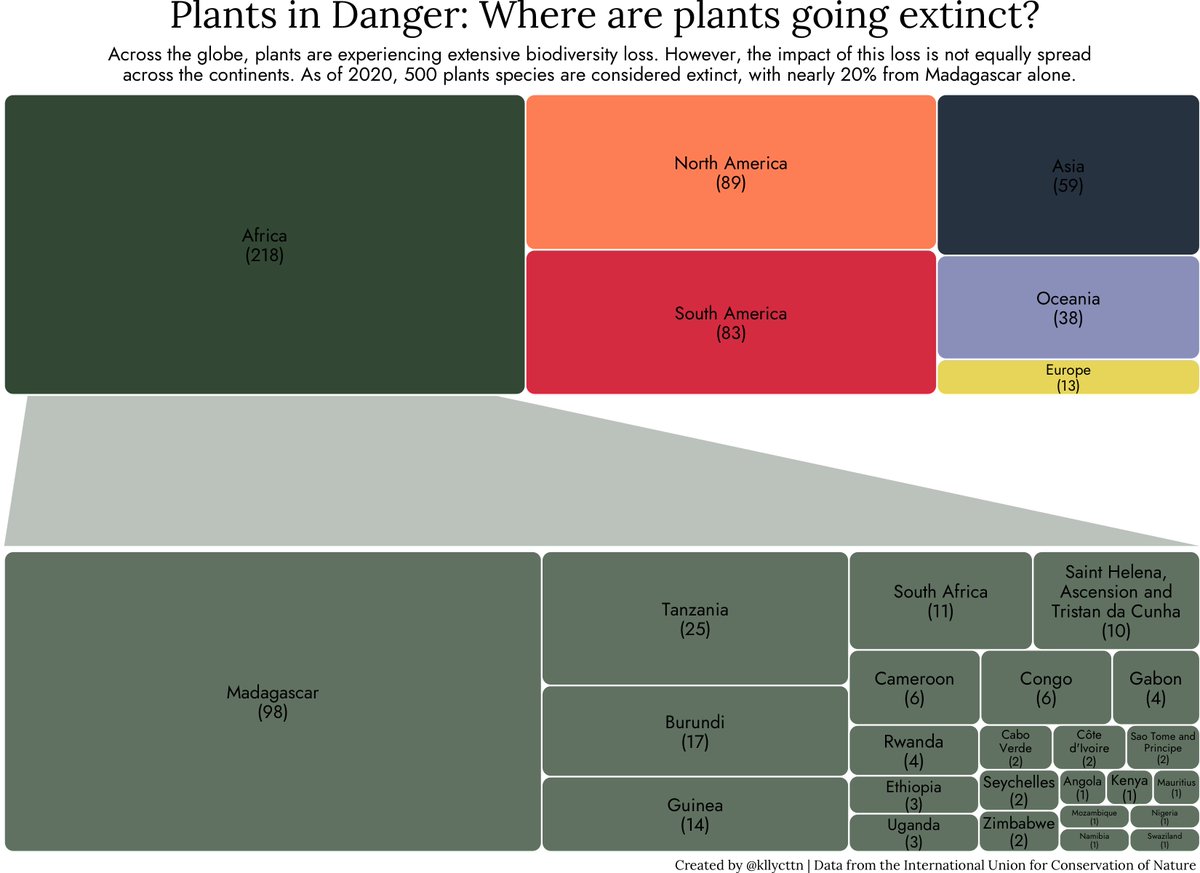 Plants in Danger: Where are plants going extinct?
Across the globe, plants are experiencing extensive biodiversity loss. However, the impact of this loss is not equally spread
across the continents. As of 2020, 500 plants species are considered extinct, with nearly 20% from Madagascar alone.
Africa
(218)
North America
(89)
South America
(83)
Asia
(59)
Oceania
(38)
Europe
(13)
Madagascar
(98)
Tanzania
(25)
Burundi
(17)
Guinea
(14)
South Africa
(11)
Saint Helena,
Ascension and
Tristan da Cunha
(10)
Cameroon
(6)
Congo
(6)
Gabon
(4)
Rwanda
(4)
Ethiopia
(3)
Uganda
(3)
Cabo
Verde
(2)
Côte
d'Ivoire
(2)
Sao Tome and
Principe
(2)
Seychelles
(2)
Zimbabwe
(2)
Angola
(1)
Kenya
(1)
Mauritius
(1)
Mozambique
(1)
Nigeria
(1)
Namibia
(1)
Swaziland
(1)
Created by @kllycttn | Data from the International Union for Conservation of Nature